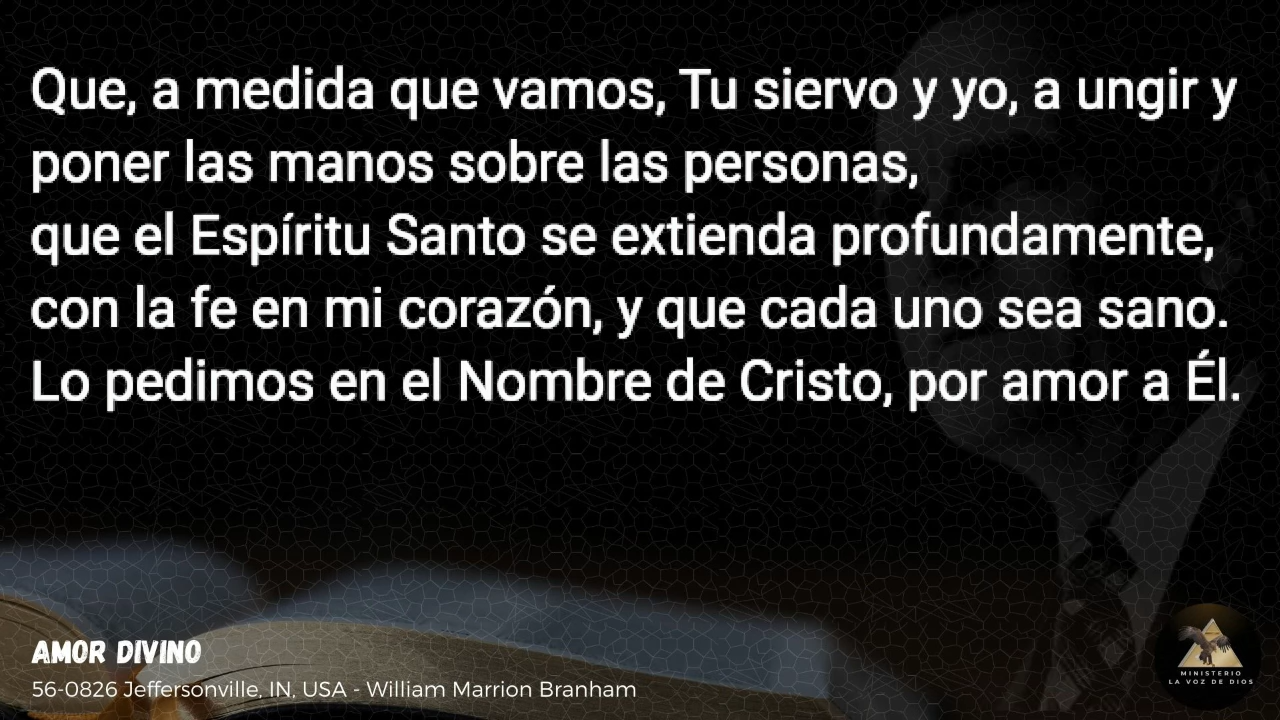 Que, a medida que vamos, Tu siervo y yo, a ungir y
poner las manos sobre las personas,
que el Espíritu Santo se extienda profundamente,
con la fe en mi corazón, y que cada uno sea sano.
Lo pedimos en el Nombre de Cristo, por amor a Él.
AMOR DIVINO
56-0826 Jeffersonville, IN, USA - William Marrion Branham
MINISTERIO
LA VOZ DE DIOS